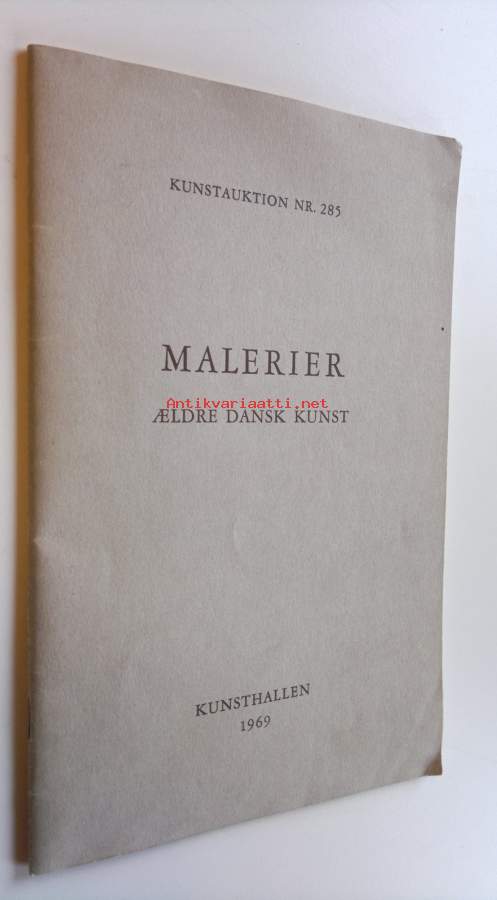 KUNSTAUKTION NR. 285
MALERIER
Antikvariaatti.net
ÆLDRE DANSK KUNST
KUNSTHALLEN
1969